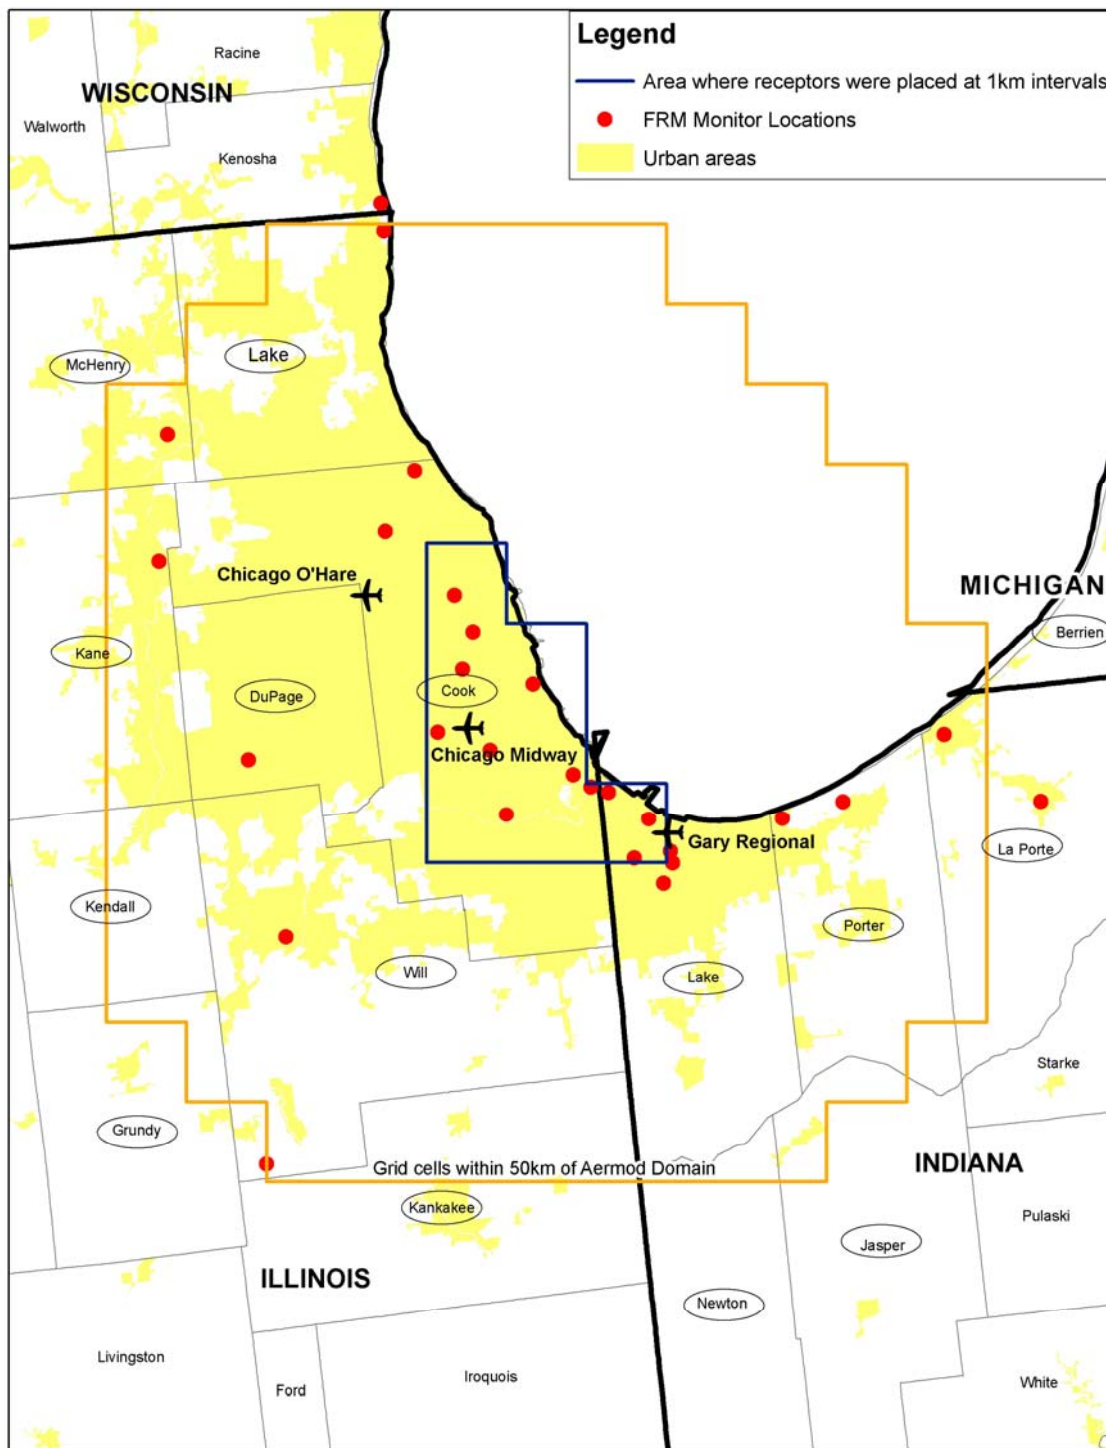 Legend
Area where receptors were placed at 1km intervals
FRM Monitor Locations
Urban areas
Racine
WISCONSIN
Walworth
Kenosha
McHenry
Lake
Chicago O'Hare
MICHIGAN
Berrien
Kane
DuPage
Cook
Chicago Midway
Gary Regional
La Porte
Kendall
Porter
Will
Lake
Starke
Grundy
Grid cells within 50km of Aermod Domain
INDIANA
Kankakee
Pulaski
Jasper
ILLINOIS
Newton
Livingston
Iroquois
Ford
White